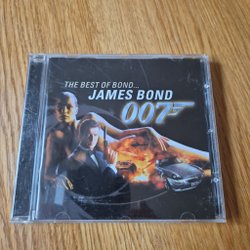 THE BEST OF BOND...
JAMES BOND
007